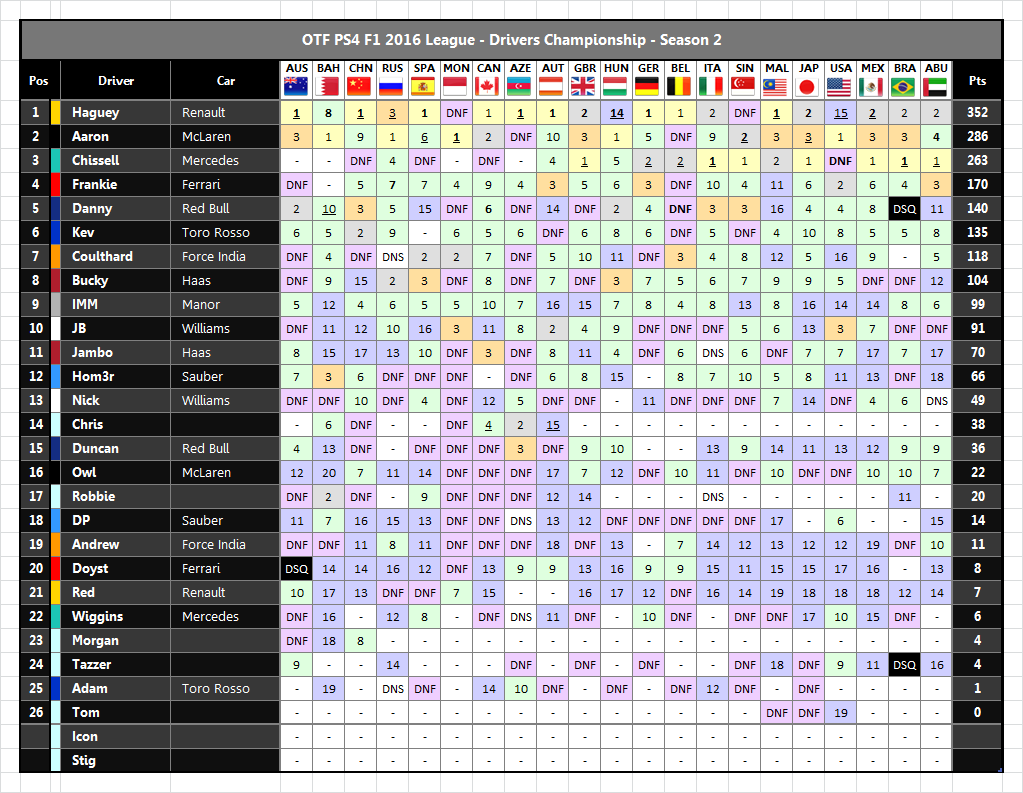 OTF PS4 F1 2016 League - Drivers Championship - Season 2
Pos Driver Car AUS BAH CHN RUS SPA MON CAN AZE AUT GBR HUN GER BEL ITA SIN MAL JAP USA MEX BRA ABU Pts
1 Haguey Renault 1 8 1 3 1 DNF 1 1 1 2 14 1 1 2 DNF 1 2 15 2 2 2 352
2 Aaron McLaren 3 1 9 1 6 1 2 DNF 10 3 1 5 DNF 9 2 3 3 1 3 3 4 286
3 Chissell Mercedes - - DNF 4 DNF - DNF - 4 1 5 2 2 1 1 2 1 DNF 1 1 1 263
4 Frankie Ferrari DNF - 5 7 7 4 9 4 3 5 6 3 DNF 10 4 11 6 2 6 4 3 170
5 Danny Red Bull 2 10 3 5 15 DNF 6 DNF 14 DNF 2 4 DNF 3 3 16 4 4 8 DSQ 11 140
6 Kev Toro Rosso 6 5 2 9 - 6 5 6 DNF 6 8 6 DNF 5 DNF 4 10 8 5 5 8 135
7 Coulthard Force India DNF 4 DNF DNS 2 2 7 DNF 5 10 11 DNF 3 4 8 12 5 16 9 - 5 118
8 Bucky Haas DNF 9 15 2 3 DNF 8 DNF 7 DNF 3 7 5 6 7 9 9 5 DNF DNF 12 104
9 IMM Manor 5 12 4 6 5 5 10 7 16 15 7 8 4 8 13 8 16 14 14 8 6 99
10 JB Williams DNF 11 12 10 16 3 11 8 2 4 9 DNF DNF DNF 5 6 13 3 7 DNF DNF 91
11 Jambo Haas 8 15 17 13 10 DNF 3 DNF 8 11 4 DNF 6 DNS 6 DNF 7 7 17 7 17 70
12 Hom3r Sauber 7 3 6 DNF DNF DNF - DNF 6 8 15 - 8 7 10 5 8 11 13 DNF 18 66
13 Nick Williams DNF DNF 10 DNF 4 DNF 12 5 DNF DNF - 11 DNF DNF DNF 7 14 DNF 4 6 DNS 49
14 Chris - 6 DNF - - DNF 4 2 15 - - - - - - - - - - - - 38
15 Duncan Red Bull 4 13 DNF - DNF DNF DNF 3 DNF 9 10 - - 13 9 14 11 13 12 9 9 36
16 Owl McLaren 12 20 7 11 14 DNF DNF DNF 17 7 12 DNF 10 11 DNF 10 DNF DNF 10 10 7 22
17 Robbie DNF 2 DNF - 9 DNF DNF DNF 12 14 - - - DNS - - - - - 11 - 20
18 DP Sauber 11 7 16 15 13 DNF DNF DNS 13 12 DNF DNF DNF DNF DNF 17 - 6 - - 15 14
19 Andrew Force India DNF DNF 11 8 11 DNF DNF DNF 18 DNF 13 - 7 14 12 13 12 12 19 DNF 10 11
20 Doyst Ferrari DSQ 14 14 16 12 DNF 13 9 9 13 16 9 9 15 11 15 15 17 16 - 13 8
21 Red Renault 10 17 13 DNF DNF 7 15 - - 16 17 12 DNF 16 14 19 18 18 18 12 14 7
22 Wiggins Mercedes DNF 16 - 12 8 - DNF DNS 11 DNF - 10 DNF - DNF DNF 17 10 15 DNF - 6
23 Morgan DNF 18 8 - - - - - - - - - - - - - - - - - - 4
24 Tazzer 9 - - 14 - - - DNF - DNF - DNF - - DNF 18 DNF 9 11 DSQ 16 4
25 Adam Toro Rosso - 19 - DNS DNF - 14 10 DNF - DNF - DNF 12 DNF - DNF - - - - 1
26 Tom - - - - - - - - - - - - - - - DNF DNF 19 - - - 0
Icon - - - - - - - - - - - - - - - - - - - - -
Stig - - - - - - - - - - - - - - - - - - - - -